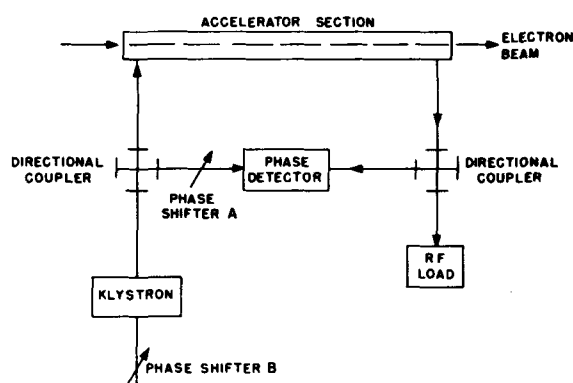 ACCELERATOR SECTION
ELECTRON
BEAM
DIRECTIONAL
COUPLER
PHASE
DETECTOR
DIRECTIONAL
COUPLER
PHASE
SHIFTER A
RF
LOAD
KLYSTRON
PHASE SHIFTER B